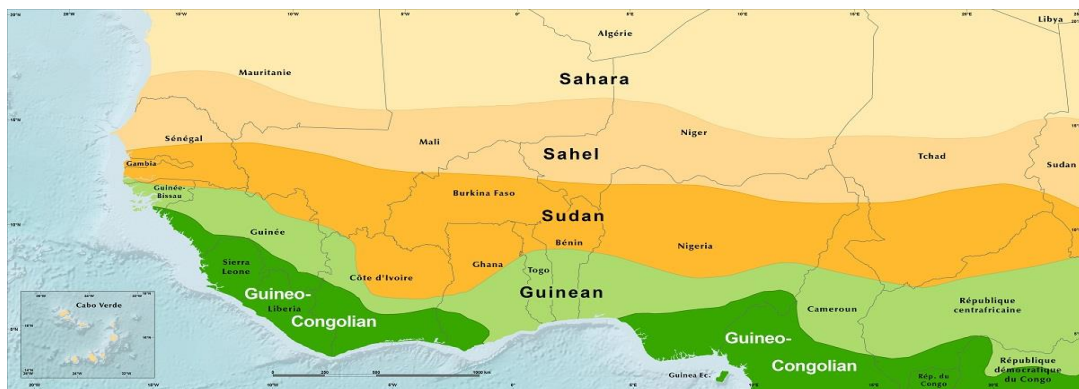 Libya
Algérie
Mauritanie
Sahara
Niger
Sénégal
Mali
Sahel
Tchad
Gambia
Sudan
Guinée-
Bissau
Burkina Faso
Sudan
Guinée
Bénin
Nigeria
Sierra
Leone
Côte d'Ivoire
Ghana
Togo
Guineo-
Congolian
Liberia
Guinean
Cabo Verde
Cameroun
République
centrafricaine
Guineo-
Congolian
Guinea Ec.
Rép. du
Congo
République
démocratique
du Congo